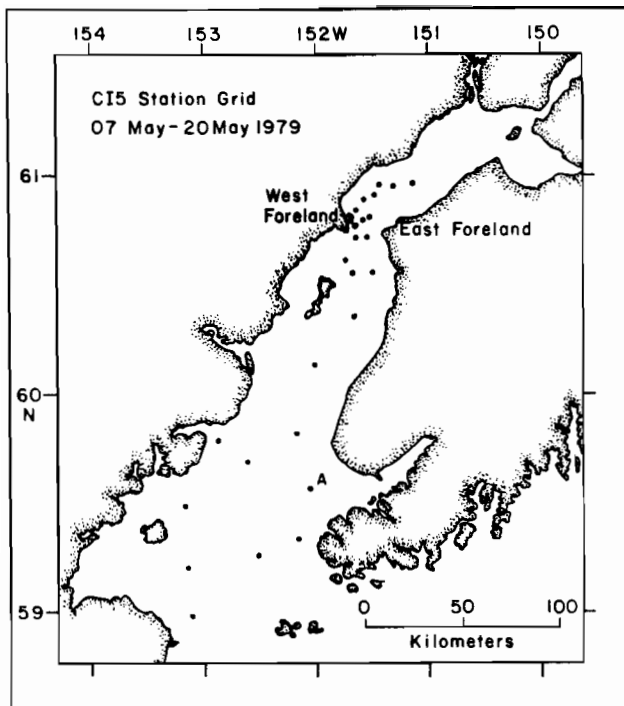 154 153 152W 151 150
CI5 Station Grid
07 May-20 May 1979
61
West
Foreland
East Foreland
60
N
A
59
0 50 100
Kilometers